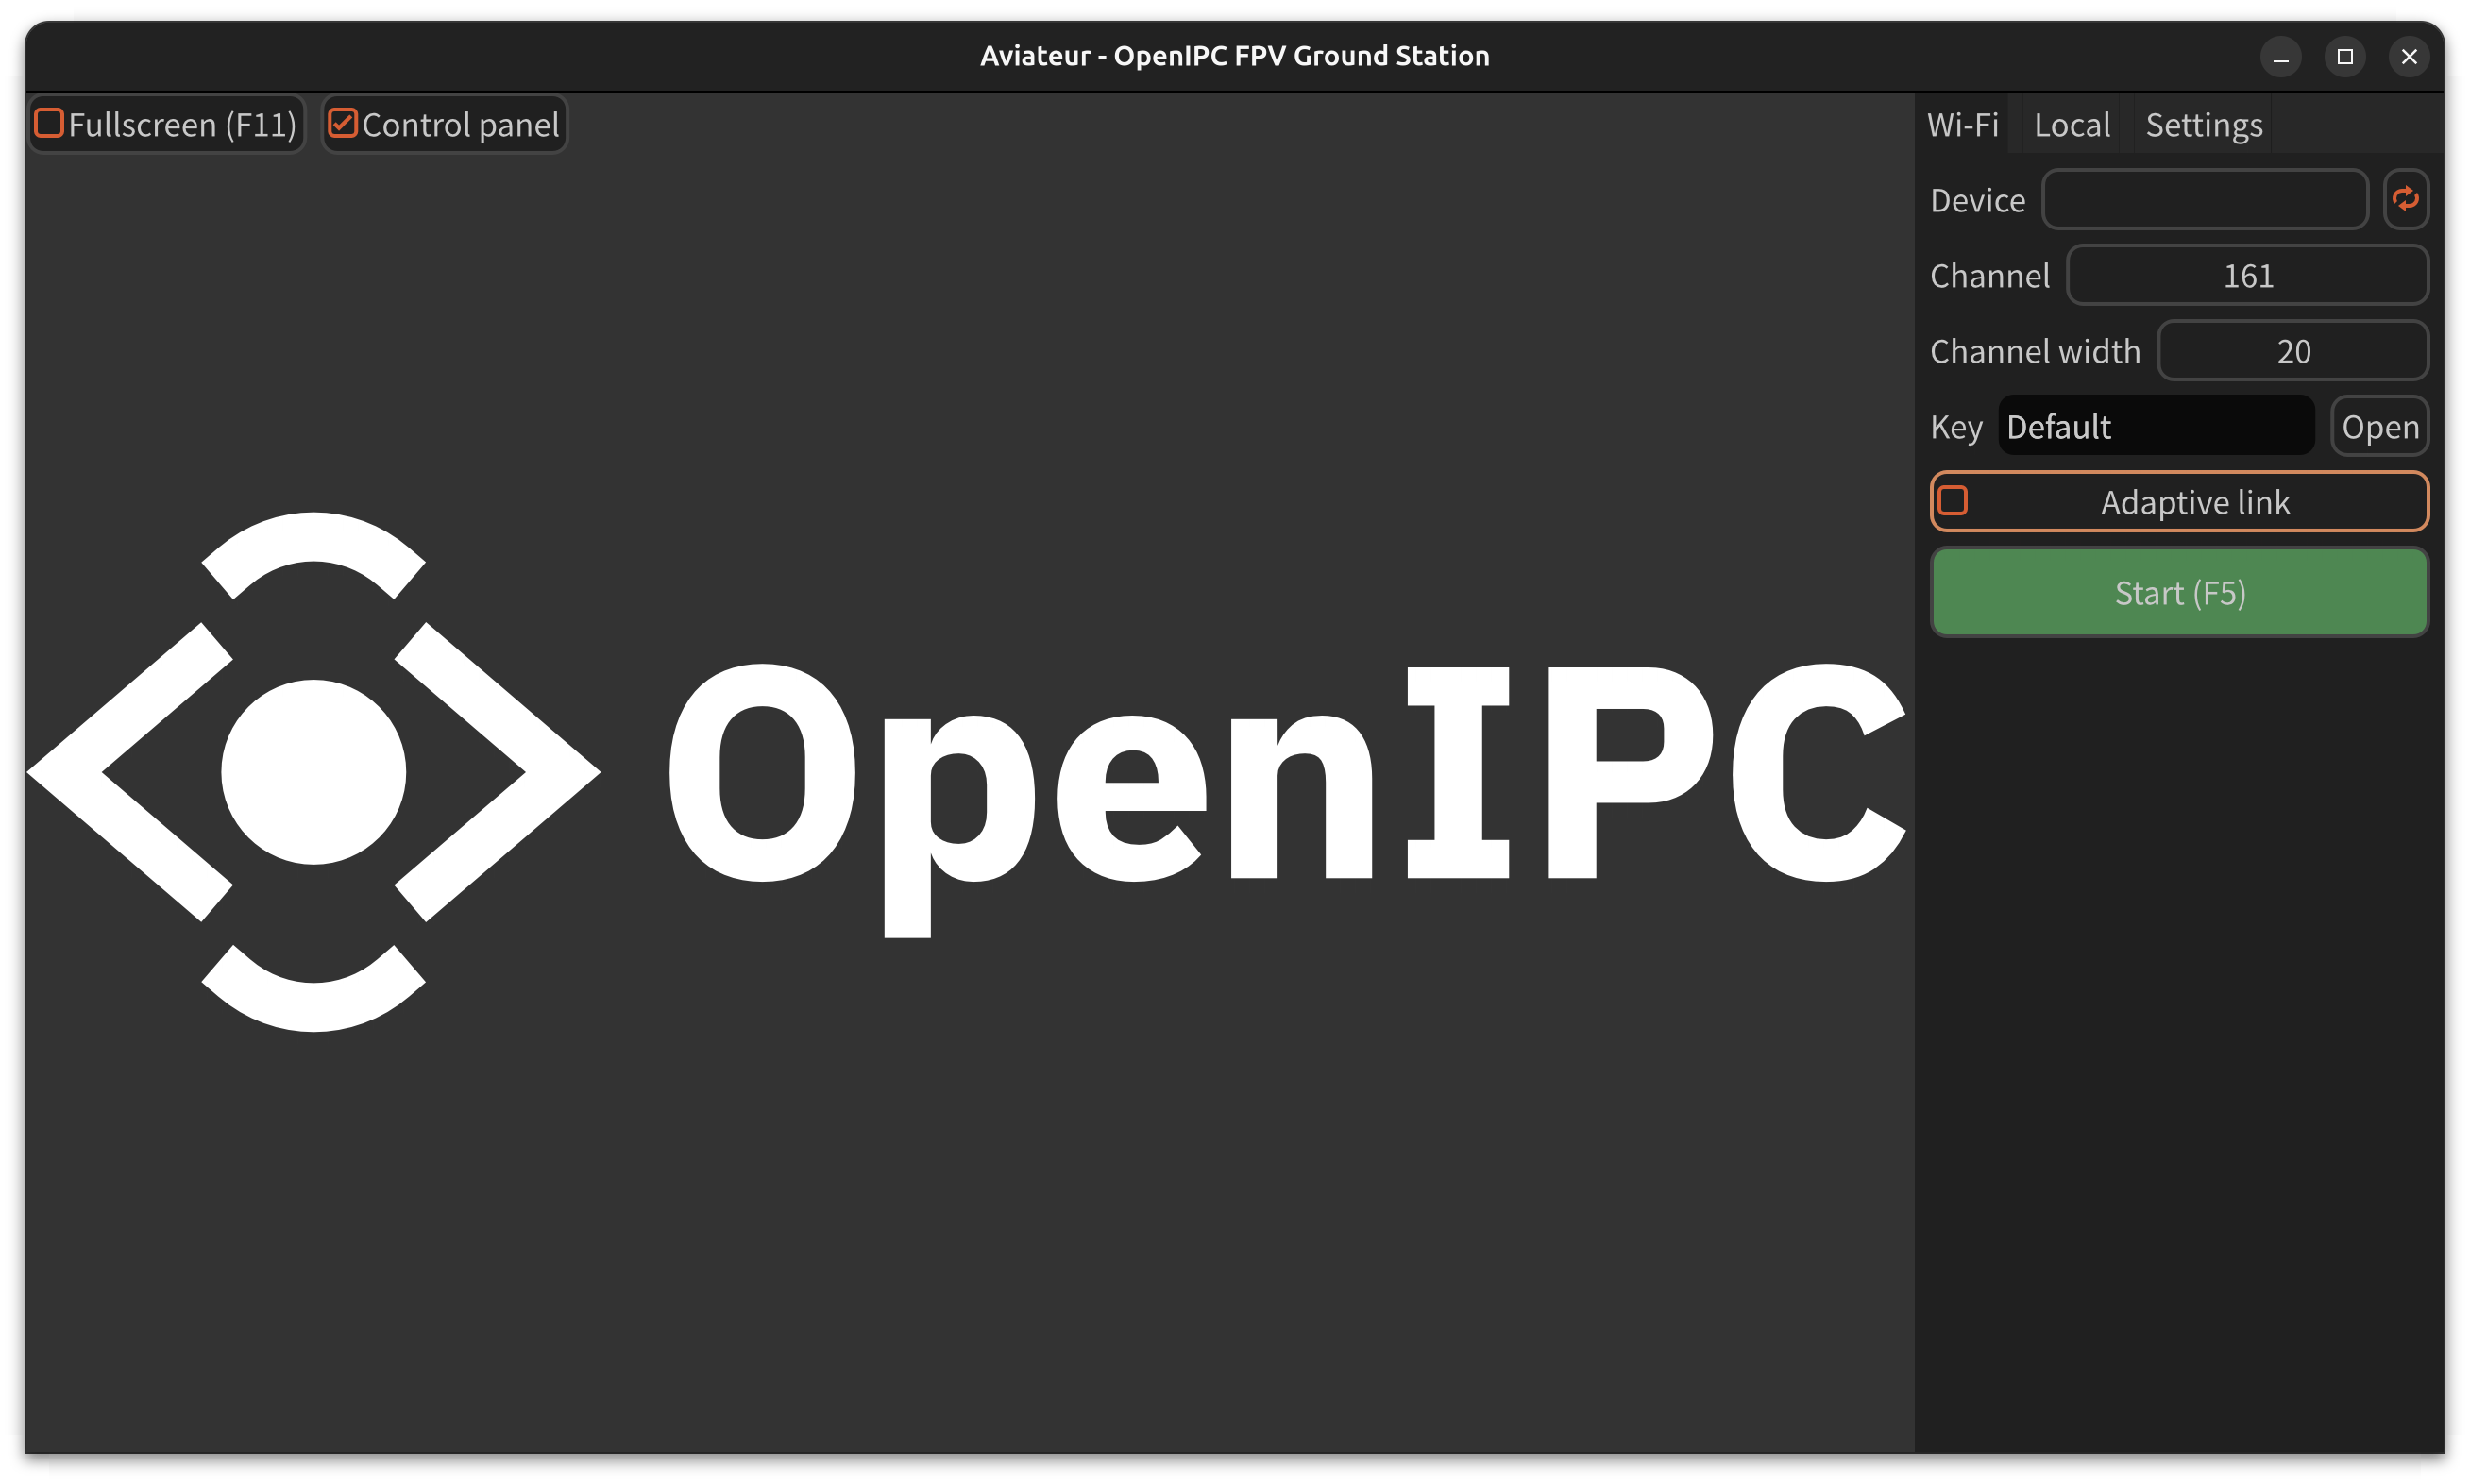 Aviateur - OpenIPC FPV Ground Station
Fullscreen (F11) Control panel
Wi-Fi Local Settings
Device
Channel 161
Channel width 20
Key Default Open
Adaptive link
Start (F5)
OpenIPC